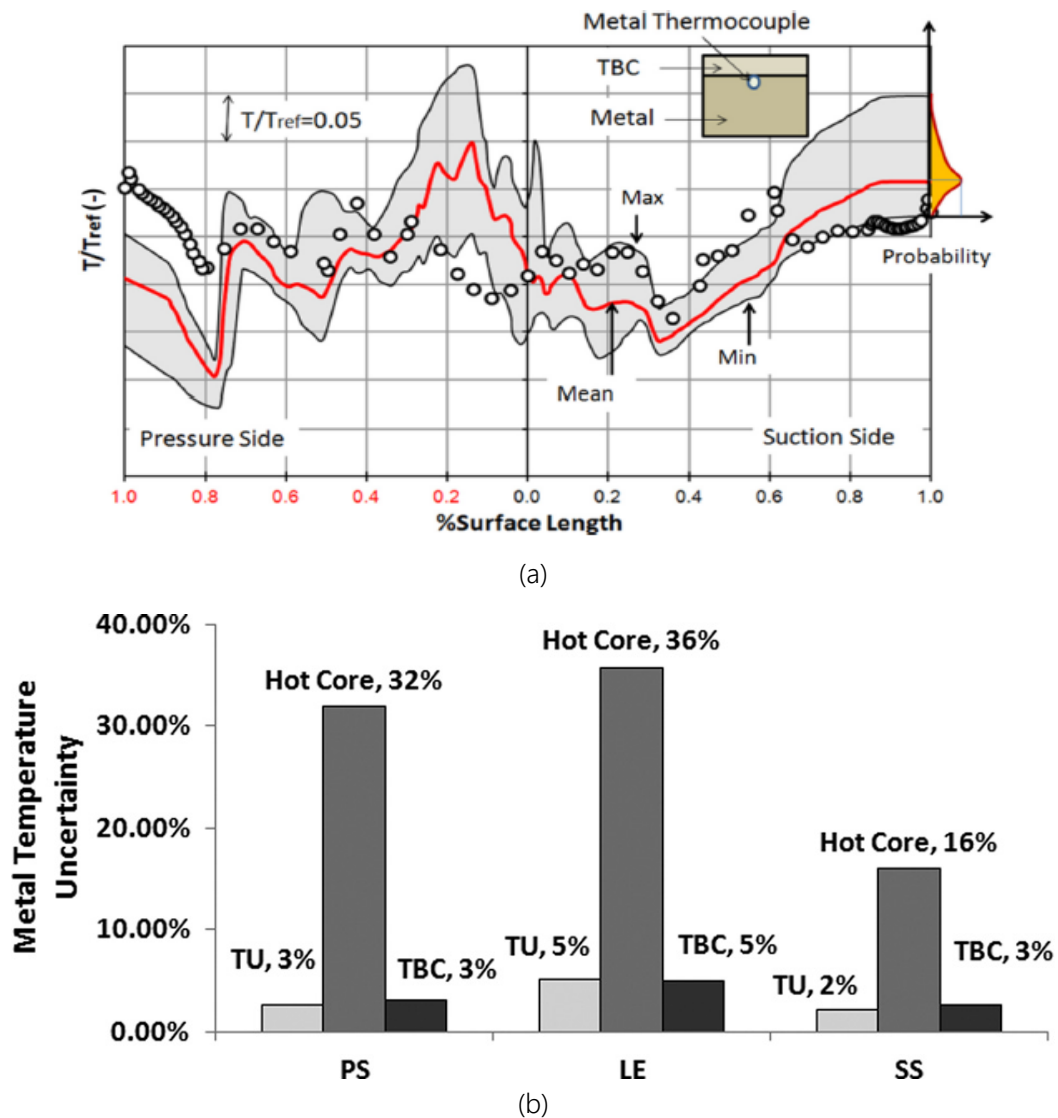 Metal Thermocouple
TBC
Metal
T/Tref=0.05
T/Tref (-)
Max
Probability
Min
Mean
Pressure Side
Suction Side
1.0 0.8 0.6 0.4 0.2 0.0 0.2 0.4 0.6 0.8 1.0
%Surface Length
(a)
40.00%
30.00%
20.00%
10.00%
0.00%
Metal Temperature
Uncertainty
Hot Core, 32%
Hot Core, 36%
Hot Core, 16%
TU, 3%
TBC, 3%
TU, 5%
TBC, 5%
TU, 2%
TBC, 3%
PS LE SS
(b)